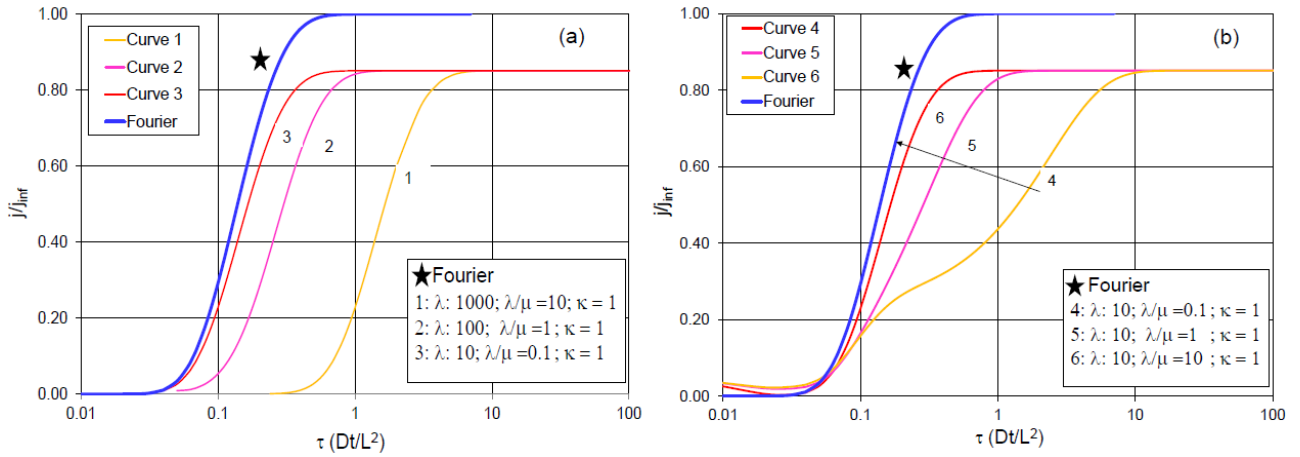 (a)
Curve 1
Curve 2
Curve 3
Fourier
1.00
0.80
0.60
0.40
0.20
0.00
j/j_inf
3
2
1
★Fourier
1: λ: 1000; λ/μ =10; κ = 1
2: λ: 100; λ/μ =1; κ = 1
3: λ: 10; λ/μ =0.1; κ = 1
0.01 0.1 1 10 100
τ (Dt/L²)
(b)
Curve 4
Curve 5
Curve 6
Fourier
1.00
0.80
0.60
0.40
0.20
0.00
j/j_inf
6
5
4
★ Fourier
4: λ: 10; λ/μ =0.1 ; κ = 1
5: λ: 10; λ/μ =1 ; κ = 1
6: λ: 10; λ/μ =10 ; κ = 1
0.01 0.1 1 10 100
τ (Dt/L²)